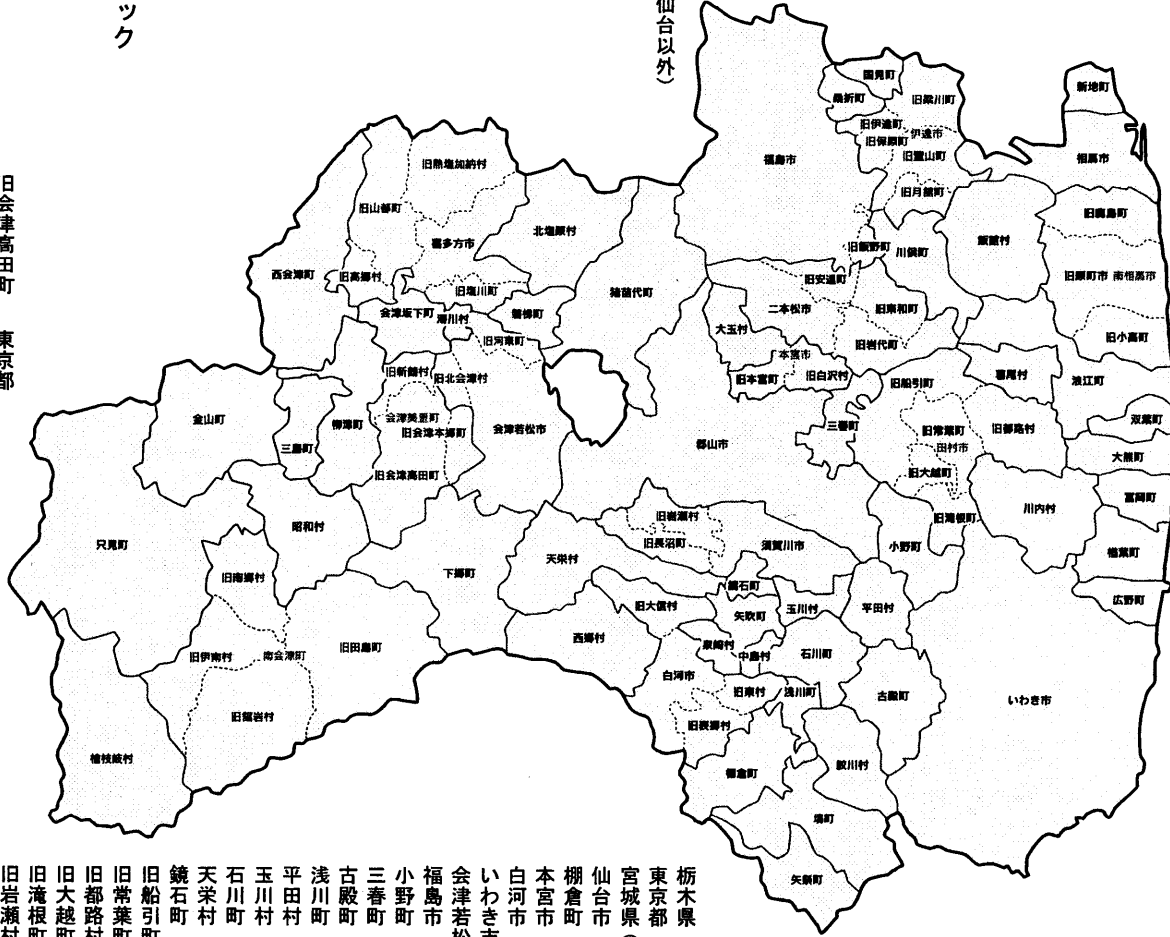 ック
仙台以外）
旧会津高田町
東京都
国見町
桑折町
旧梁川町
新地町
旧伊達町
伊達市
旧保原町
旧霊山町
相馬市
福島市
旧熱塩加納村
旧月舘町
旧山都町
旧鹿島町
北塩原村
喜多方市
旧飯野町
川俣町
飯舘村
西会津町
旧高郷村
旧塩川町
猪苗代町
旧安達町
旧原町市
南相馬市
会津坂下町
湯川村
磐梯町
二本松市
旧東和町
大玉村
旧河東町
旧岩代町
旧小高町
本宮市
旧新鶴村
旧北会津村
旧本宮町
旧白沢村
旧船引町
葛尾村
浪江町
金山町
柳津町
会津美里町
旧会津本郷町
会津若松市
三島町
三春町
旧常葉町
田村市
旧都路村
双葉町
郡山市
大熊町
旧会津高田町
旧大越町
富岡町
只見町
昭和村
旧岩瀬村
旧長沼町
須賀川市
旧滝根町
川内村
小野町
楢葉町
旧南郷村
下郷町
天栄村
鏡石町
広野町
旧大信村
矢吹町
玉川村
平田村
西郷村
泉崎村
中島村
石川町
旧伊南村
南会津町
旧田島町
白河市
旧東村
浅川町
古殿町
いわき市
旧舘岩村
旧表郷村
檜枝岐村
棚倉町
鮫川村
塙町
矢祭町
栃木県
東京都
宮城県（
仙台市
棚倉町
本宮市
白河市
いわき市
会津若松
福島市
小野町
三春町
古殿町
浅川町
平田村
玉川村
石川町
天栄村
鏡石町
旧船引町
旧常葉町
旧都路村
旧大越町
旧滝根町
旧岩瀬村